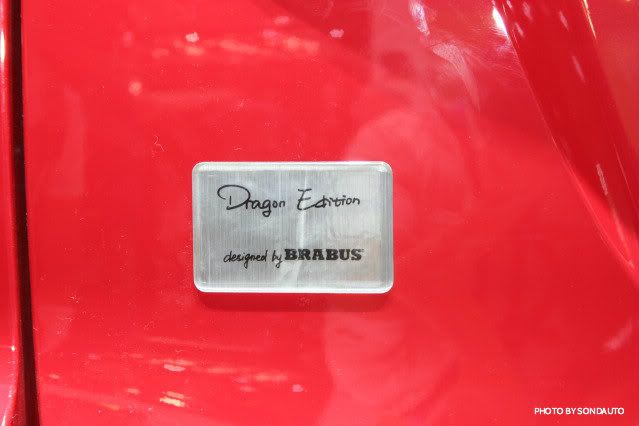 Dragon Edition
designed by BRABUS
PHOTO BY SONDAUTO